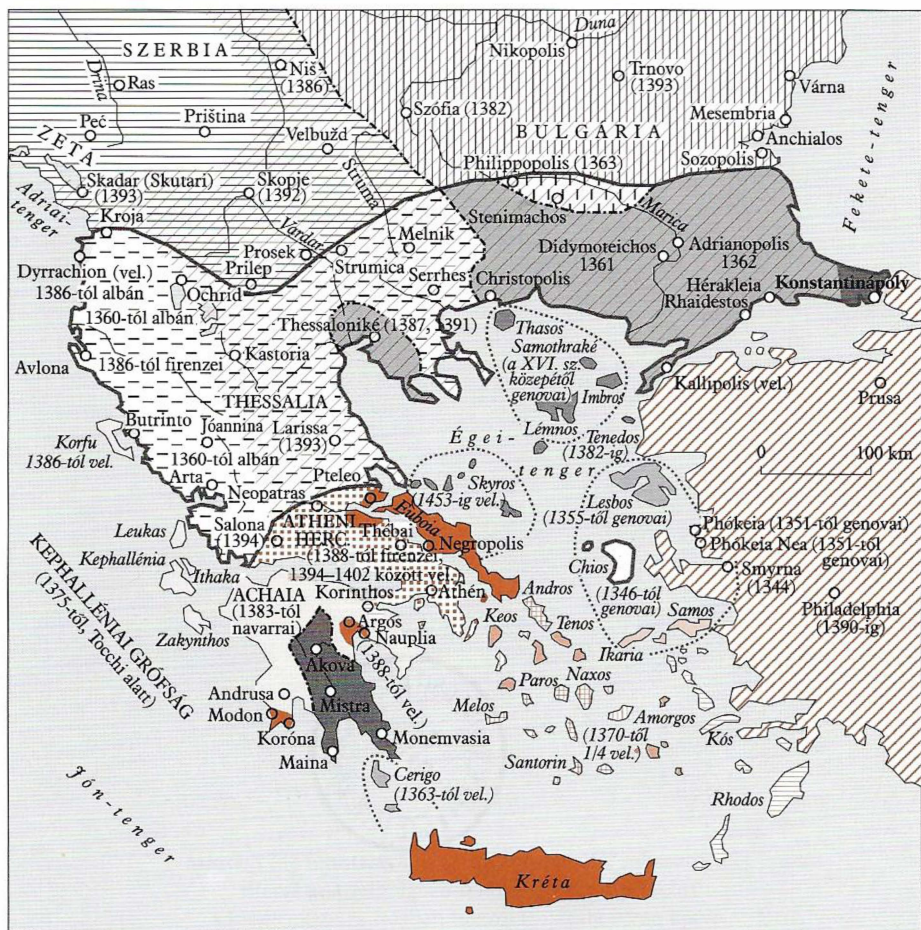 Duna
Nikopolis
SZERBIA
Niš
(1386)
Drina
Ras
Trnovo
(1393)
Várna
Szófia (1382)
Peć
Priština
Velbužd
Mesembria
BULGÁRIA
Anchialos
ZETA
Philippopolis (1363)
Sozopolis
Fekete-tenger
Skadar (Skutari)
(1393)
Skopje
(1392)
Struma
Adriai-
tenger
Stenimachos
Marica
Kroja
Vardar
Melnik
Didymoteichos
1361
Adrianopolis
1362
Prosek
Prilep
Strumica
Dyrrachion (vel.)
1386-tól albán
Ochrid
Serrhes
Christopolis
Hérakleia
Konstantinápoly
Rhaidestos
1360-tól albán
Thessaloniké (1387, 1391)
Thasos
Samothraké
(a XVI. sz.
közepétől
genovai)
Avlona
1386-tól firenzei
Kastoria
Kallipolis (vel.)
Imbros
Prusa
THESSALIA
Lémnos
Butrinto
Jóannina
Larissa
(1393)
Tenedos
(1382-ig)
Korfu
1386-tól vel.
1360-tól albán
Égei-
tenger
0 100 km
Arta
Pteleo
Neopatras
Skyros
(1453-ig vel.)
Lesbos
(1355-től genovai)
Leukas
Salona
(1394)
ATHÉNI
HERC.
Euboia
Thébai
(1388-tól firenzei
1394–1402 között vel.)
Negropolis
Phókeia (1351-től genovai)
Phókeia Nea (1351-től
genovai)
Kephallénia
Ithaka
Chios
Smyrna
(1344)
KEPHALLÉNIAI GRÓFSÁG
(1375-től, Tocchi alatt)
ACHAIA
(1383-tól
navarrai)
Korinthos
Athén
Andros
(1346-tól
genovai)
Philadelphia
(1390-ig)
Zakynthos
Argos
Nauplia
(1388-tól vel.)
Keos
Tenos
Samos
Ikaria
Akova
Paros
Naxos
Andrusa
Mistra
Modon
Melos
Amorgos
(1370-től
1/4 vel.)
Koróna
Monemvasia
Kós
Maina
Santorin
Cerigo
(1363-tól vel.)
Rhodos
Jón-tenger
Kréta